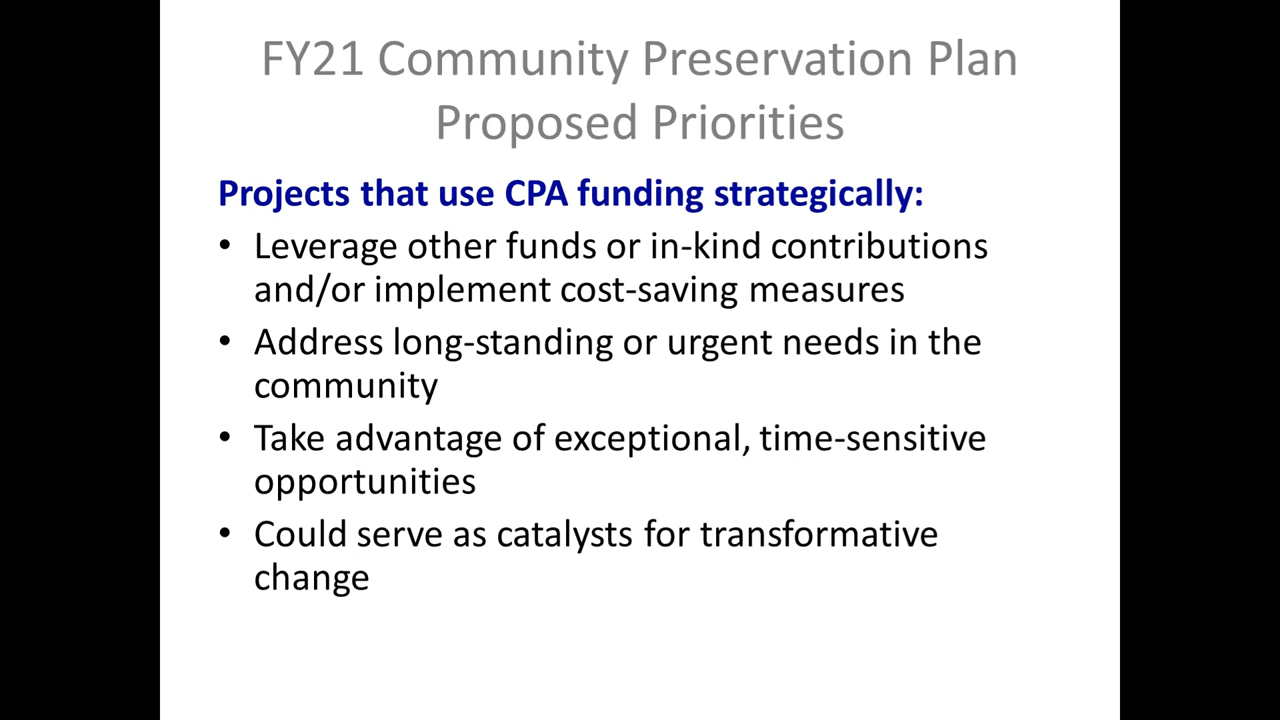 FY21 Community Preservation Plan
Proposed Priorities
Projects that use CPA funding strategically:
• Leverage other funds or in-kind contributions
and/or implement cost-saving measures
• Address long-standing or urgent needs in the
community
• Take advantage of exceptional, time-sensitive
opportunities
• Could serve as catalysts for transformative
change